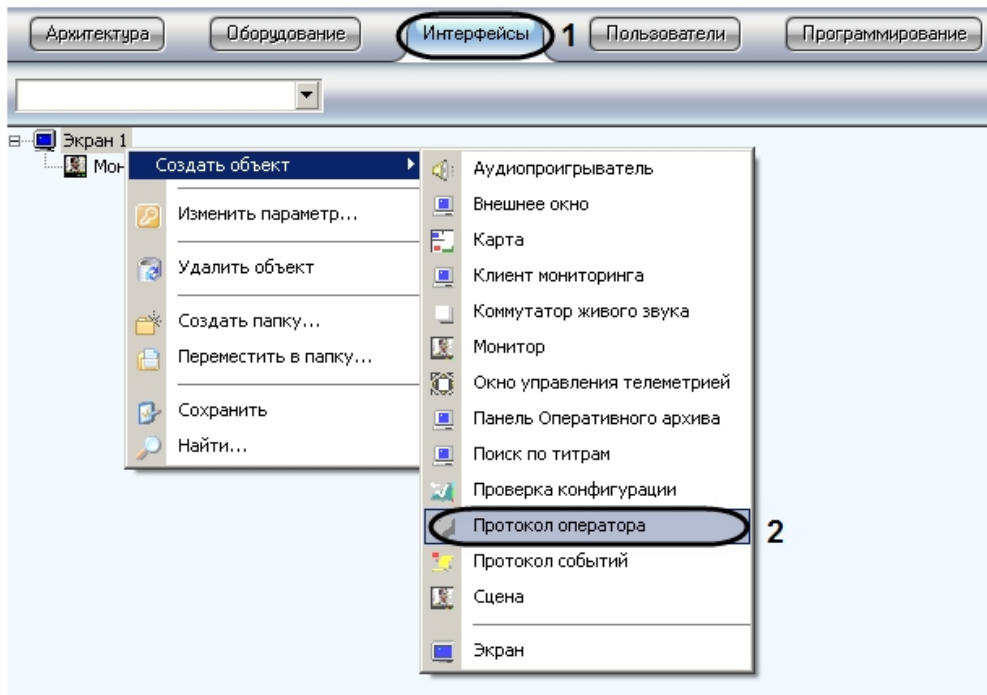 Архитектура Оборудование Интерфейсы 1 Пользователи Программирование
Экран 1
Мон
Создать объект
Изменить параметр...
Удалить объект
Создать папку...
Переместить в папку...
Сохранить
Найти...
Аудиопроигрыватель
Внешнее окно
Карта
Клиент мониторинга
Коммутатор живого звука
Монитор
Окно управления телеметрией
Панель Оперативного архива
Поиск по титрам
Проверка конфигурации
Протокол оператора 2
Протокол событий
Сцена
Экран